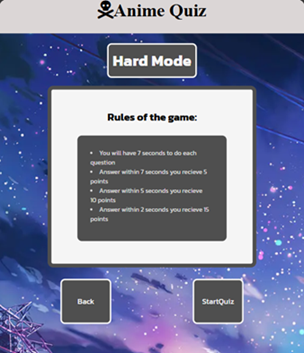 Anime Quiz
Hard Mode
Rules of the game:
• You will have 7 seconds to do each
question
• Answer within 7 seconds you recieve 5
points
• Answer within 5 seconds you recieve
10 points
• Answer within 2 seconds you recieve 15
points
Back
StartQuiz